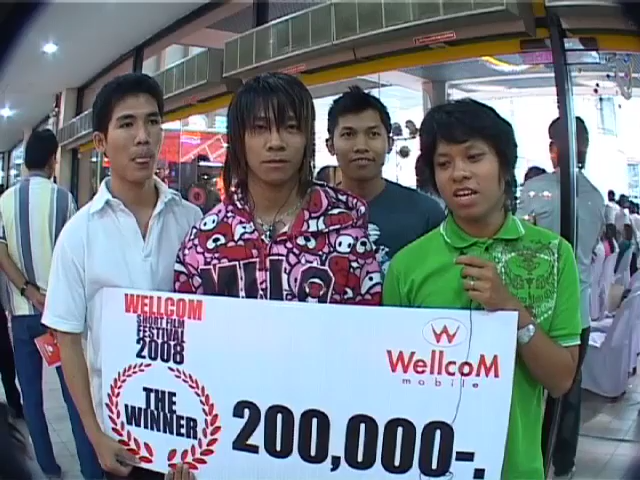 WELLCOM
SHORT FILM
FESTIVAL
2008
THE
WINNER
200,000-.
W
WellcoM
mobile